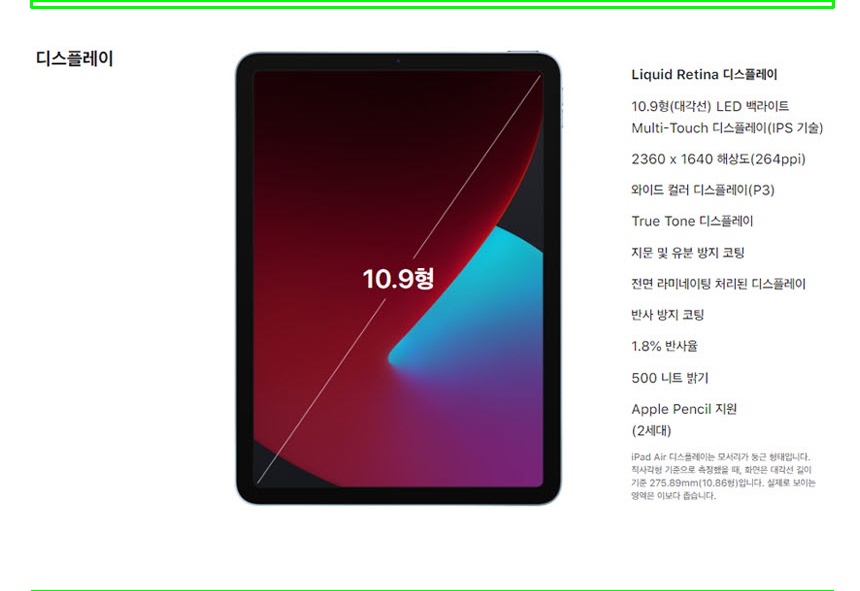 디스플레이
10.9형
Liquid Retina 디스플레이
10.9형(대각선) LED 백라이트
Multi-Touch 디스플레이(IPS 기술)
2360 x 1640 해상도(264ppi)
와이드 컬러 디스플레이(P3)
True Tone 디스플레이
지문 및 유분 방지 코팅
전면 라미네이팅 처리된 디스플레이
반사 방지 코팅
1.8% 반사율
500 니트 밝기
Apple Pencil 지원
(2세대)
iPad Air 디스플레이는 모서리가 둥근 형태입니다.
직사각형 기준으로 측정했을 때, 화면은 대각선 길이
기준 275.89mm(10.86형)입니다. 실제로 보이는
영역은 이보다 좁습니다.